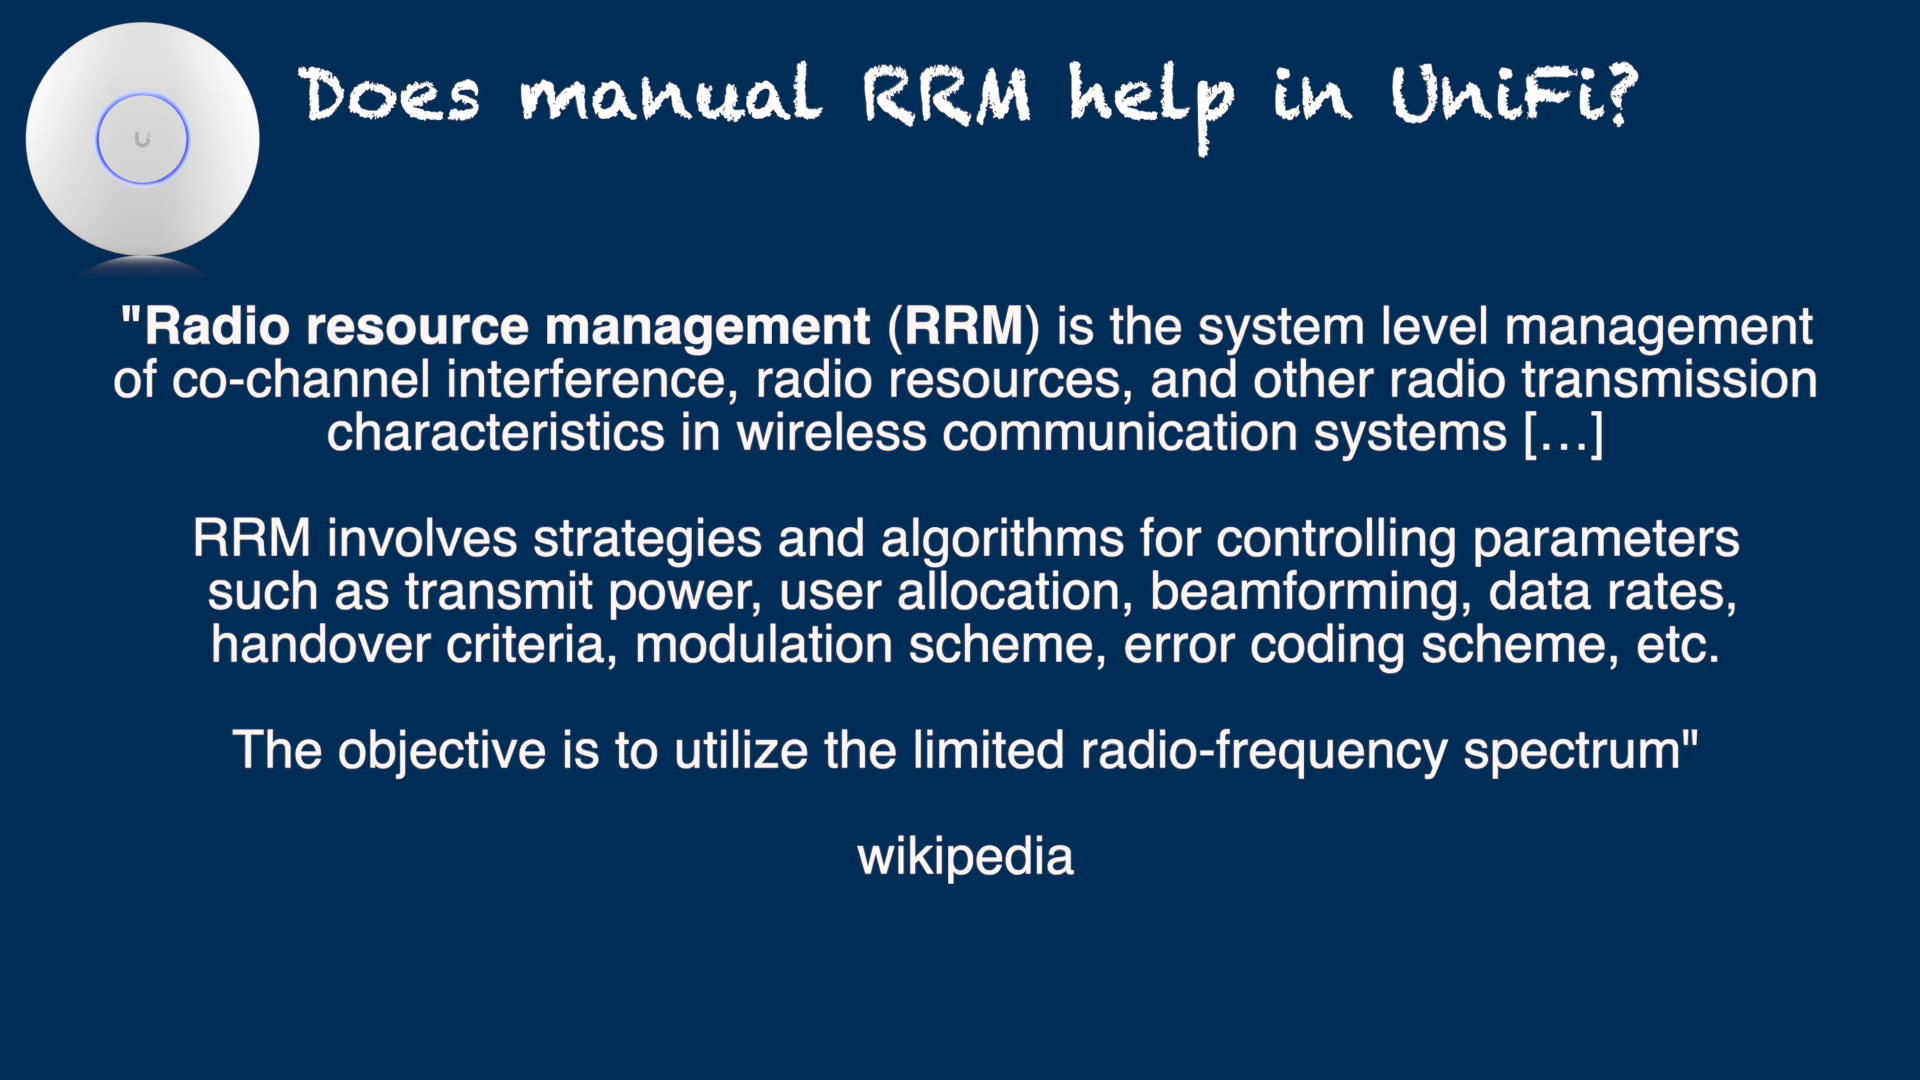 Does manual RRM help in UniFi?
"Radio resource management (RRM) is the system level management
of co-channel interference, radio resources, and other radio transmission
characteristics in wireless communication systems […]
RRM involves strategies and algorithms for controlling parameters
such as transmit power, user allocation, beamforming, data rates,
handover criteria, modulation scheme, error coding scheme, etc.
The objective is to utilize the limited radio-frequency spectrum"
wikipedia